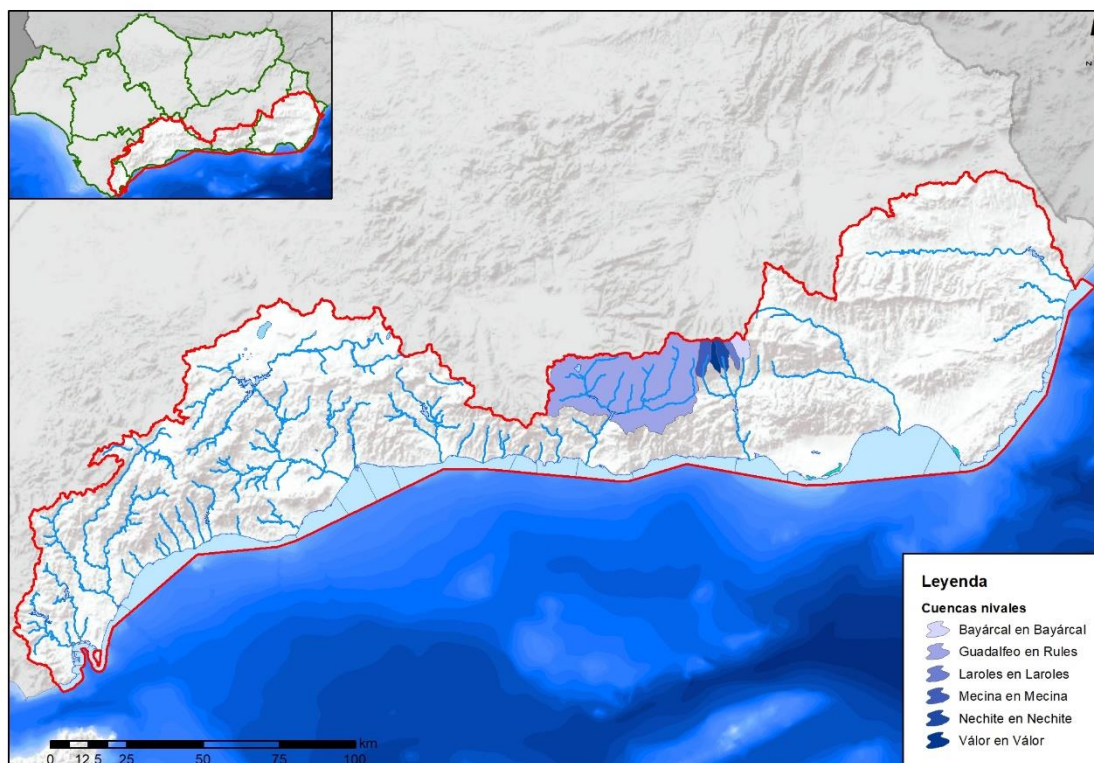 N
Leyenda
Cuencas nivales
Bayárcal en Bayárcal
Guadalfeo en Rules
Laroles en Laroles
Mecina en Mecina
Nechite en Nechite
Válor en Válor
km
0 12.5 25 50 75 100